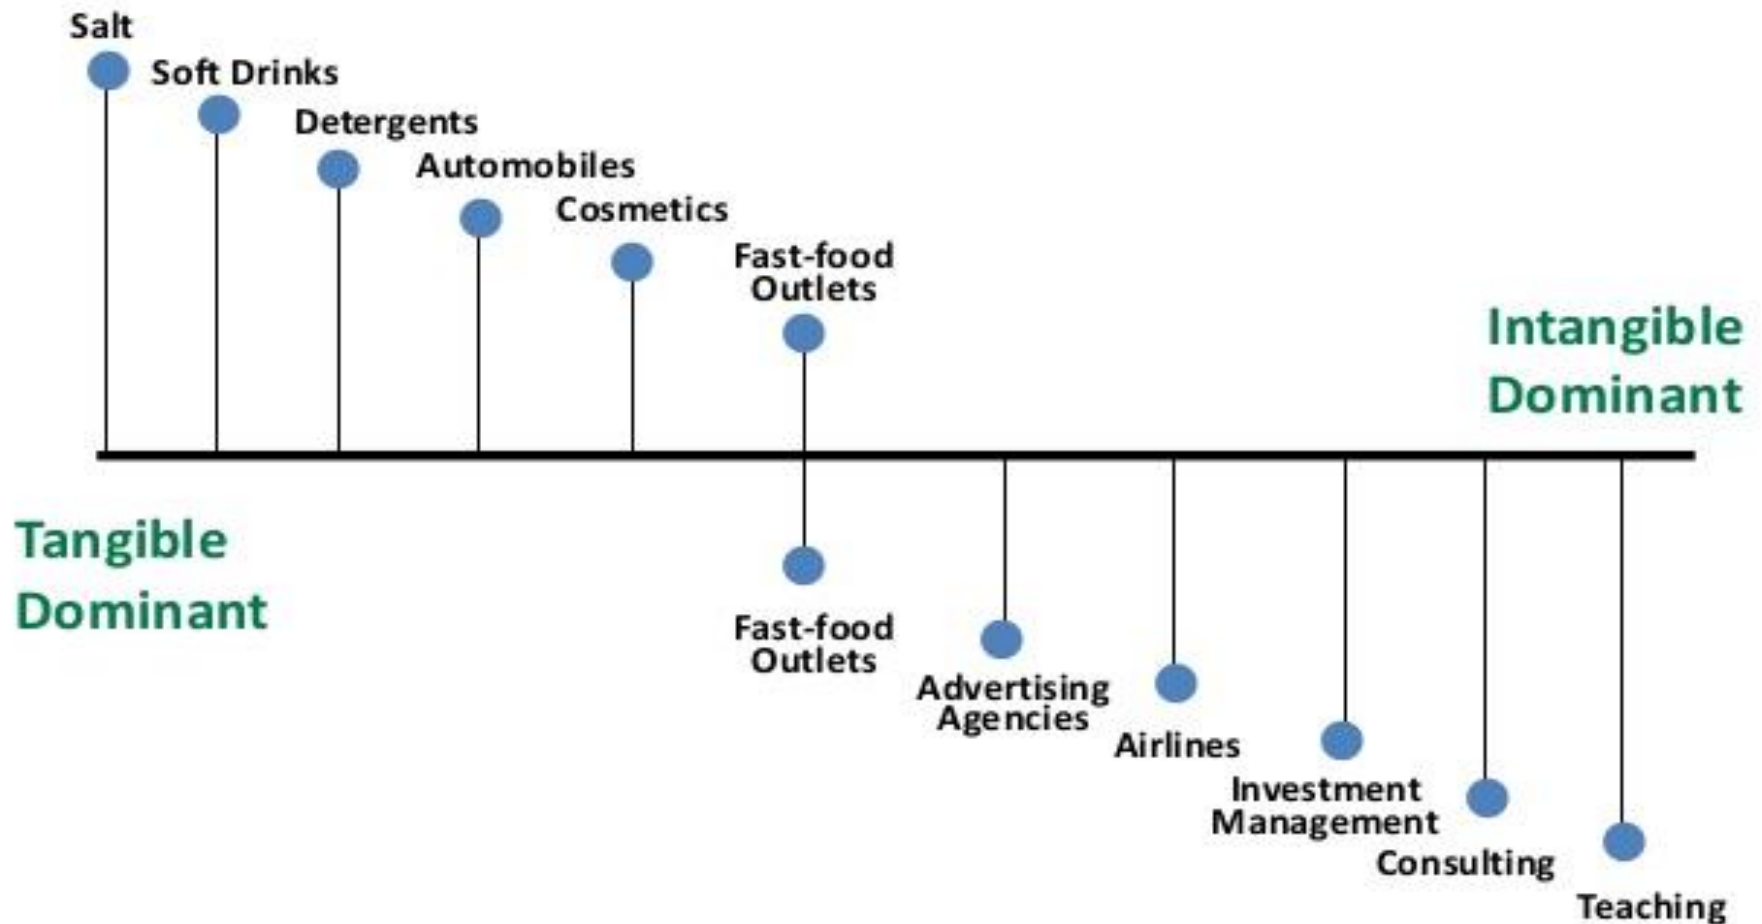 Salt
Soft Drinks
Detergents
Automobiles
Cosmetics
Fast-food
Outlets
Intangible
Dominant
Tangible
Dominant
Fast-food
Outlets
Advertising
Agencies
Airlines
Investment
Management
Consulting
Teaching